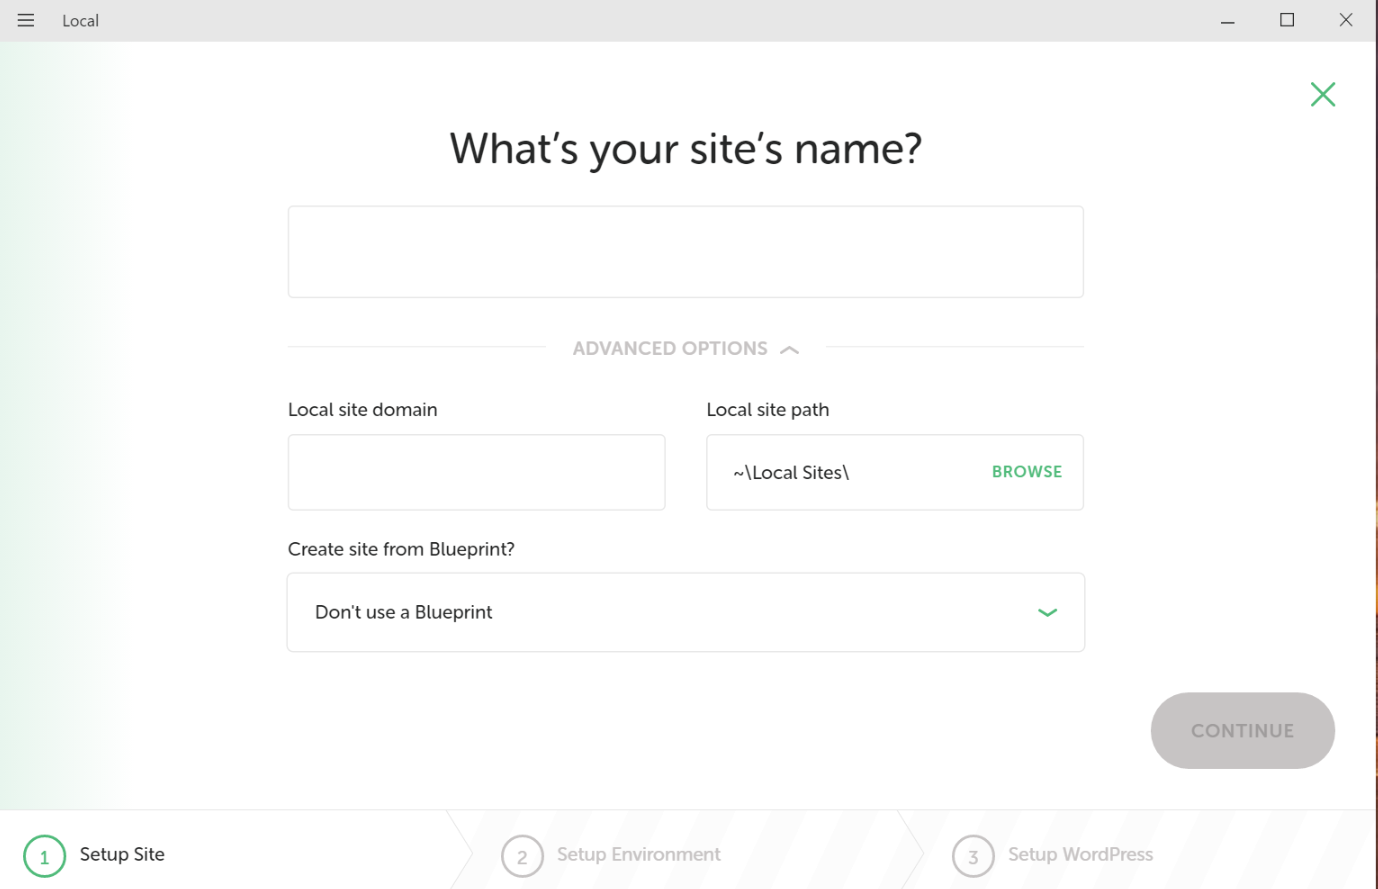 Local
What’s your site’s name?
ADVANCED OPTIONS
Local site domain
Local site path
~\Local Sites\
BROWSE
Create site from Blueprint?
Don't use a Blueprint
CONTINUE
1 Setup Site
2 Setup Environment
3 Setup WordPress